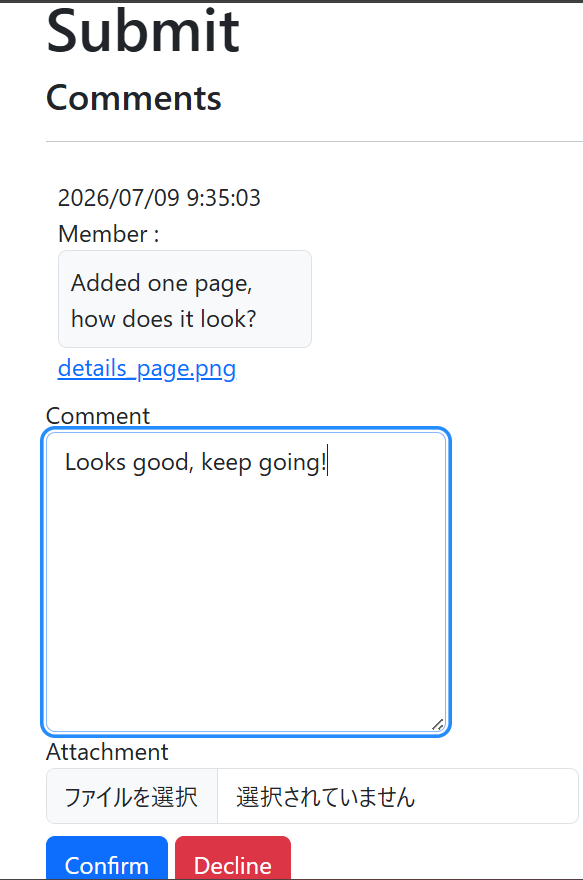 Submit
Comments
2026/07/09 9:35:03
Member :
Added one page,
how does it look?
details_page.png
Comment
Looks good, keep going!
Attachment
ファイルを選択 選択されていません
Confirm Decline